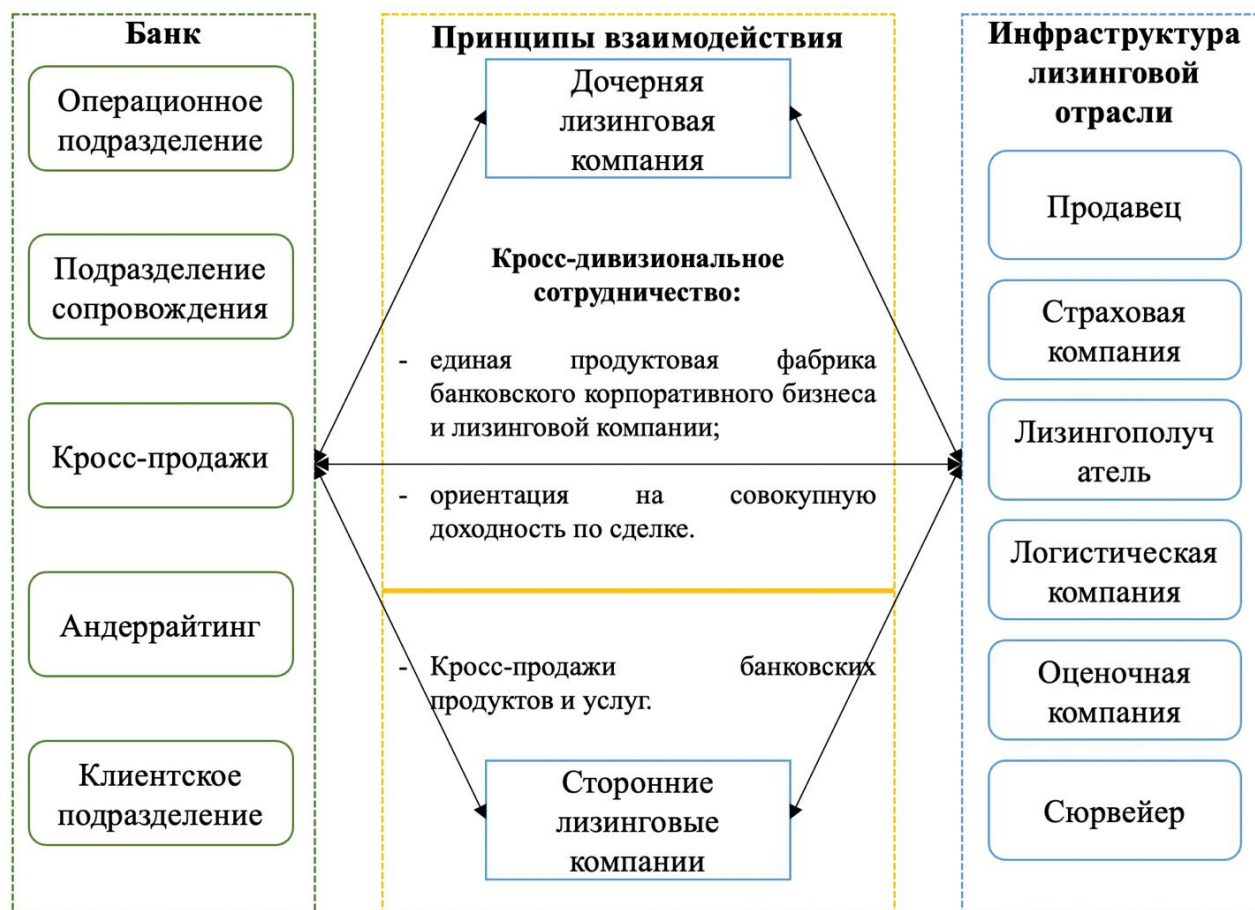 Банк
Операционное
подразделение
Подразделение
сопровождения
Кросс-продажи
Андеррайтинг
Клиентское
подразделение
Принципы взаимодействия
Дочерняя
лизинговая
компания
Кросс-дивизиональное
сотрудничество:
- единая продуктовая фабрика
банковского корпоративного бизнеса
и лизинговой компании;
- ориентация на совокупную
доходность по сделке.
- Кросс-продажи банковских
продуктов и услуг.
Сторонние
лизинговые
компании
Инфраструктура
лизинговой
отрасли
Продавец
Страховая
компания
Лизингополуч
атель
Логистическая
компания
Оценочная
компания
Сюрвейер